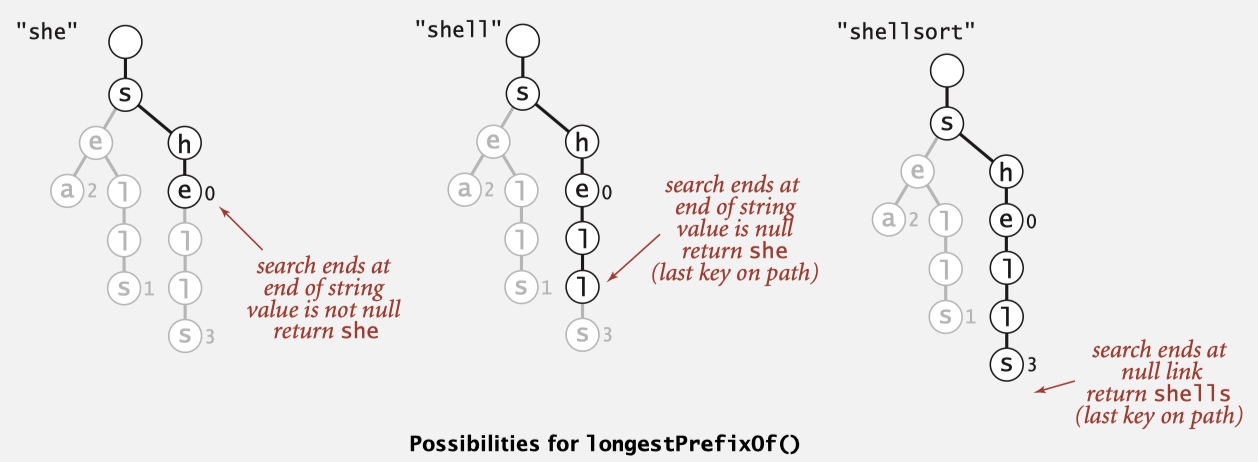 "she"
s
e
h
a 2
l
e 0
l
l
s 1
l
s 3
search ends at
end of string
value is not null
return she
"shell"
s
e
h
a 2
l
e 0
l
l
s 1
l
s 3
search ends at
end of string
value is null
return she
(last key on path)
"shellsort"
s
e
h
a 2
l
e 0
l
l
s 1
l
s 3
search ends at
null link
return shells
(last key on path)
Possibilities for longestPrefixOf()